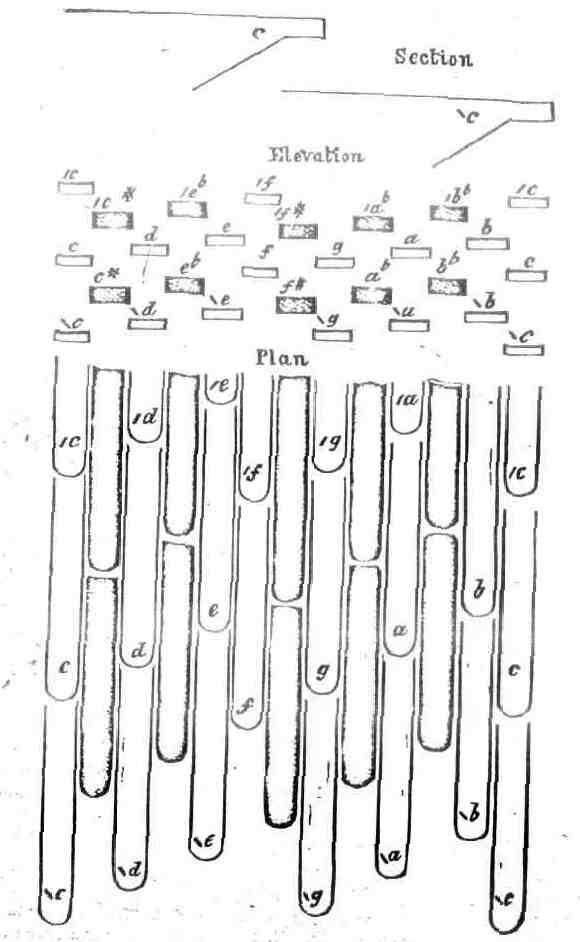 c
Section
c
Elevation
1c 1c* 1e♭ 1f 1f# 1a♭ 1b♭ 1c
c d e♭ e f g a♭ a b♭ b c
c* f#
c d e g a b c
Plan
1e 1a
1d
1c 1f 1g 1c
e a b
c d f g c
c d e g a b c